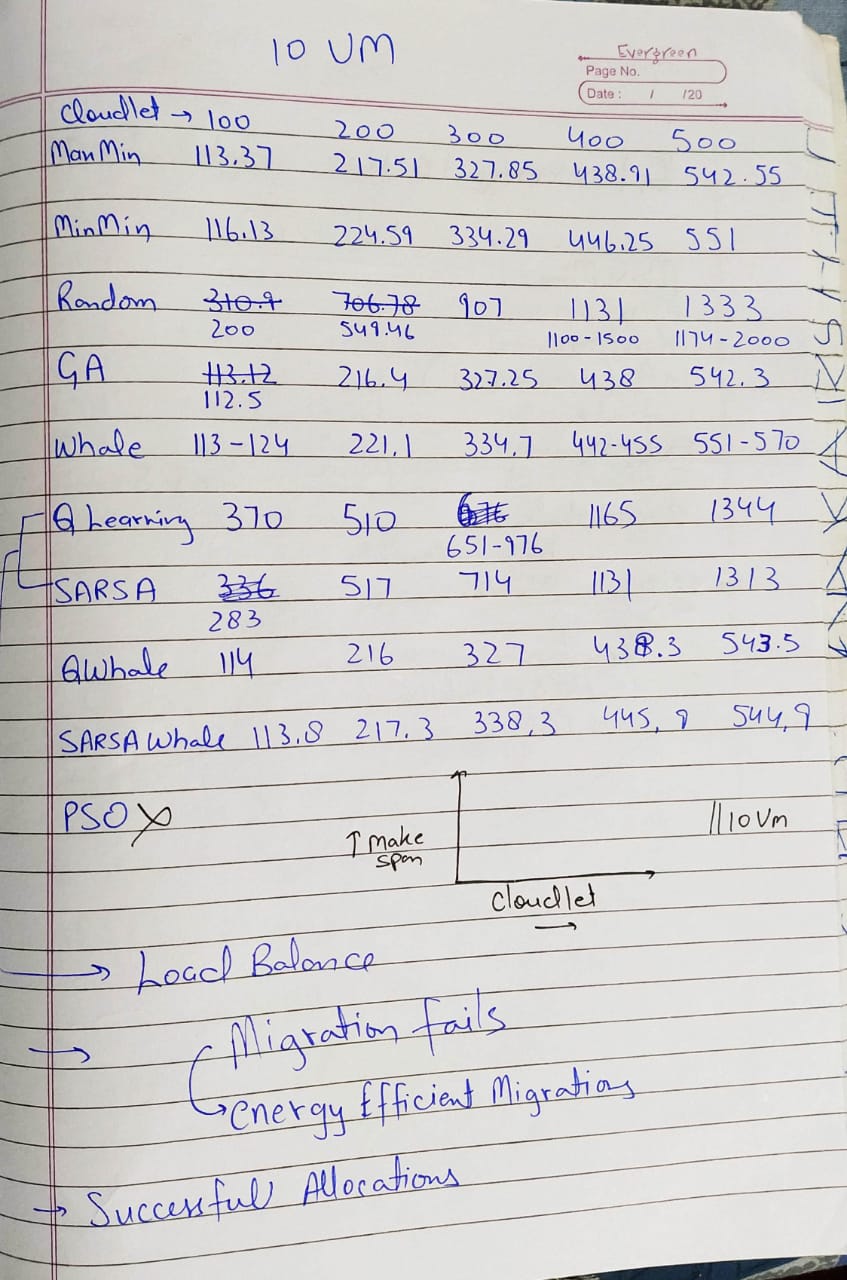 10 VM
Evergreen
Page No.
Date : / /20
Cloudlet → 100 200 300 400 500
ManMin 113.37 217.51 327.85 438.91 542.55
MinMin 116.13 224.59 334.29 446.25 551
Random 310.9 706.78 907 1131 1333
200 549.46 1100-1500 1174-2000
GA 113.12 216.4 327.25 438 542.3
112.5
Whale 113-124 221.1 334.7 442-455 551-570
Q Learning 370 510 676 1165 1344
651-976
SARSA 336 517 714 1131 1313
283
QWhale 114 216 327 438.3 543.5
SARSA Whale 113.8 217.3 338.3 445.9 544.9
PSO X
↑ make
span
|| 10 Vm
Cloudlet
→
→ Load Balance
→ Migration fails
→ Energy Efficient Migrations
→ Successful Allocations